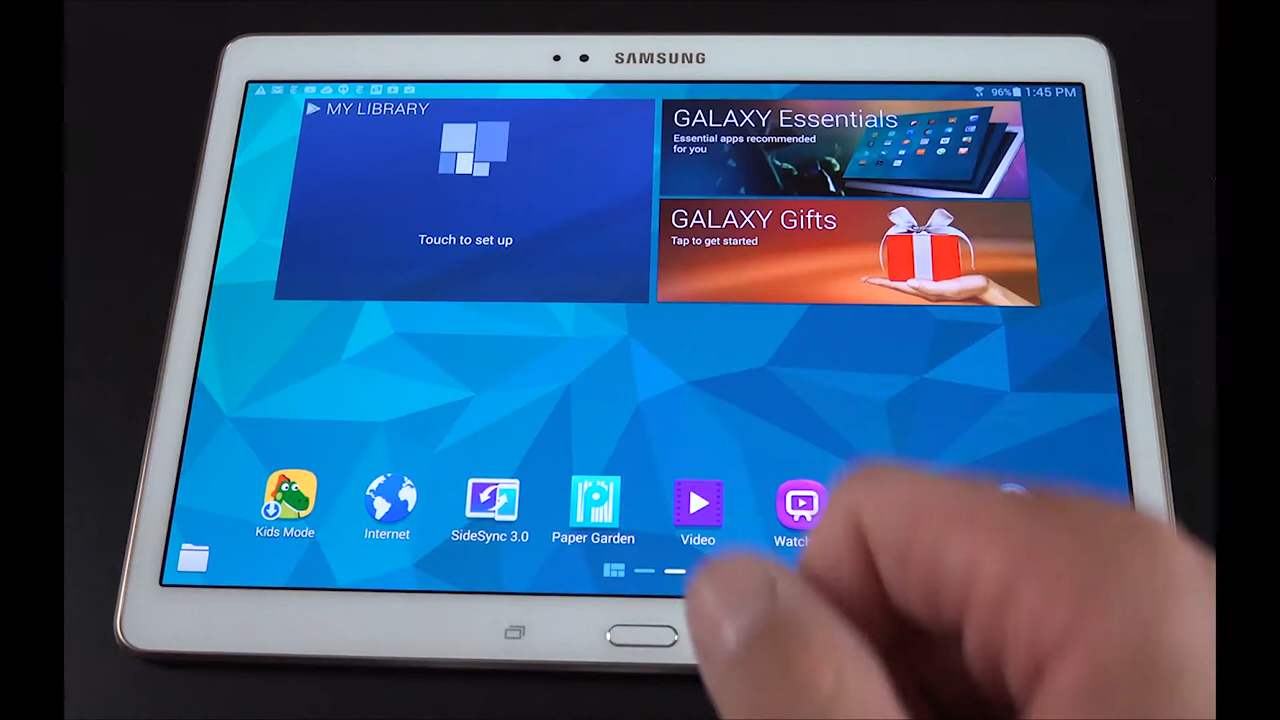 SAMSUNG
96% 1:45 PM
MY LIBRARY
Touch to set up
GALAXY Essentials
Essential apps recommended
for you
GALAXY Gifts
Tap to get started
Kids Mode
Internet
SideSync 3.0
Paper Garden
Video